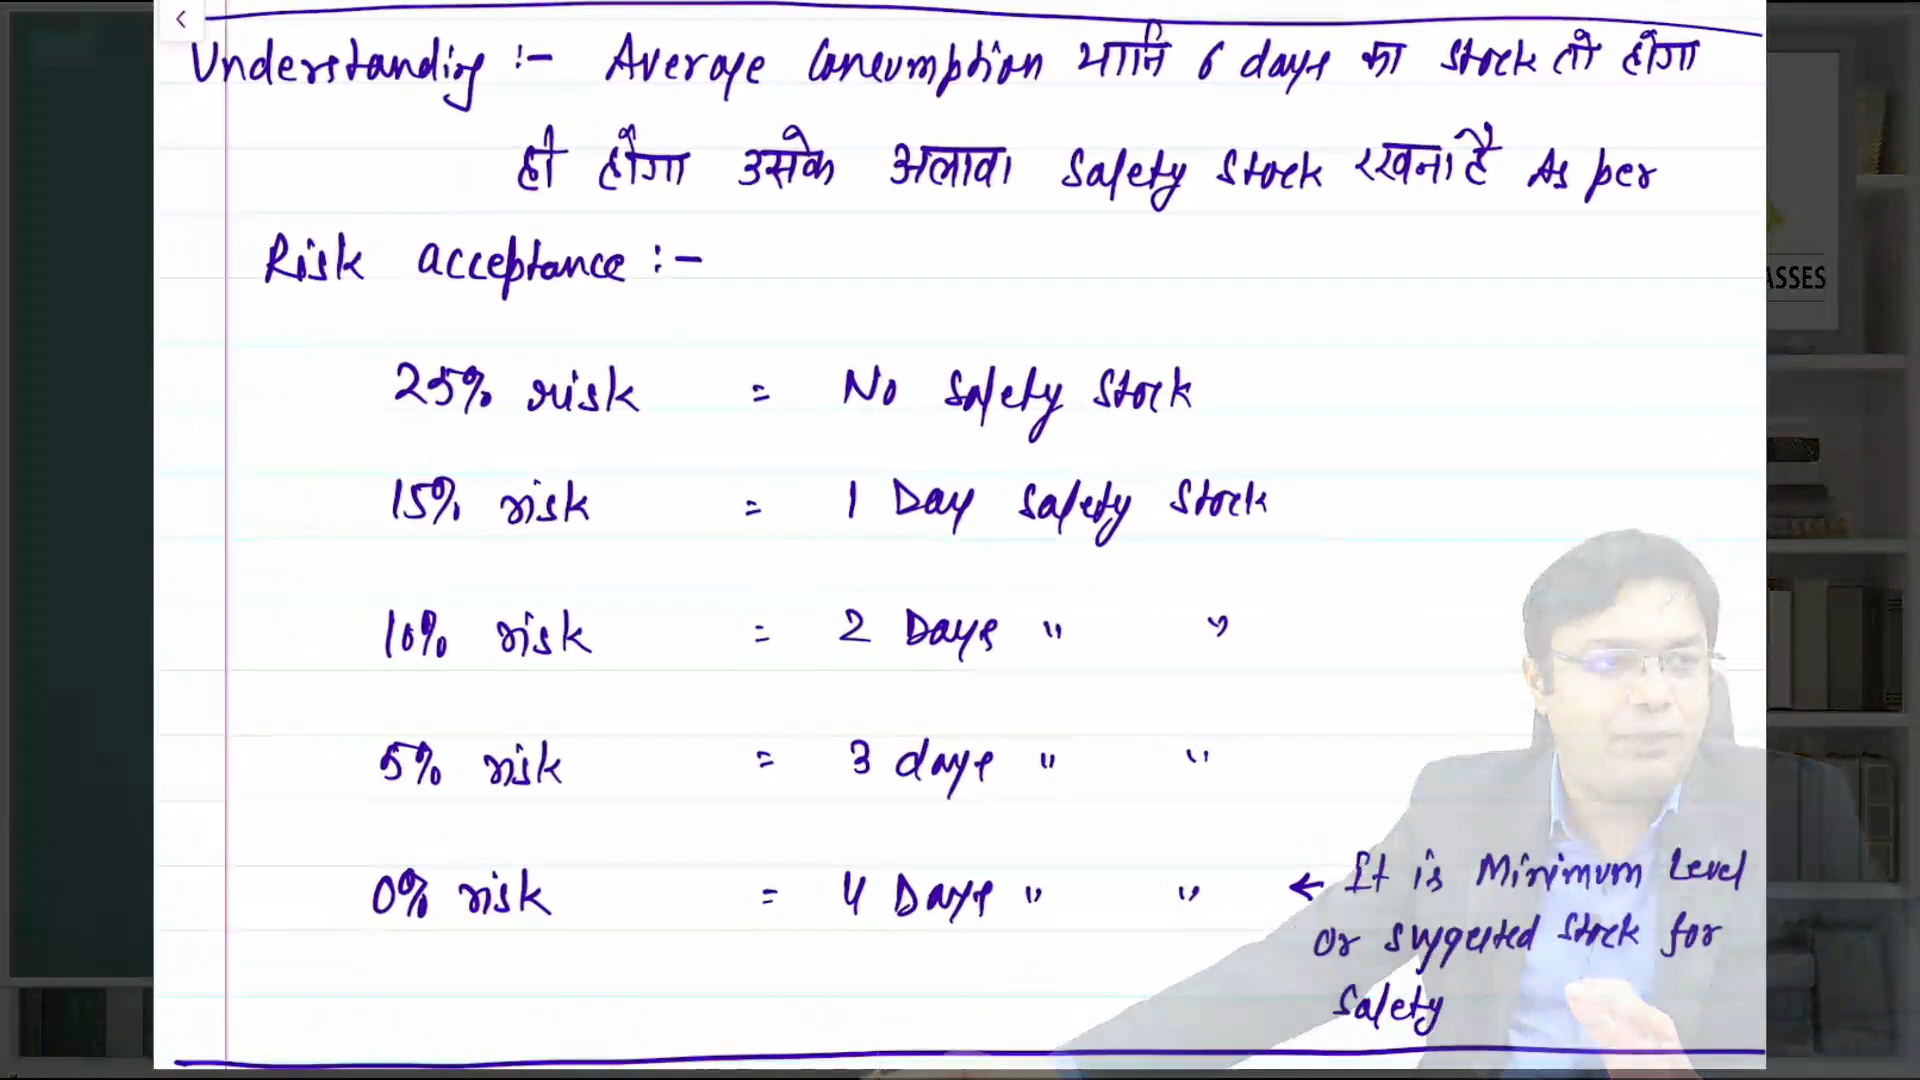 Understanding :- Average Consumption यानि 6 days का stock तो होगा
ही होगा उसके अलावा Safety Stock रखना है As per
Risk acceptance :-
25% risk = No Safety Stock
15% risk = 1 Day Safety Stock
10% risk = 2 Days " "
5% risk = 3 days " "
0% risk = 4 Days " " ← It is Minimum Level
or suggested stock for
Safety
ASSES